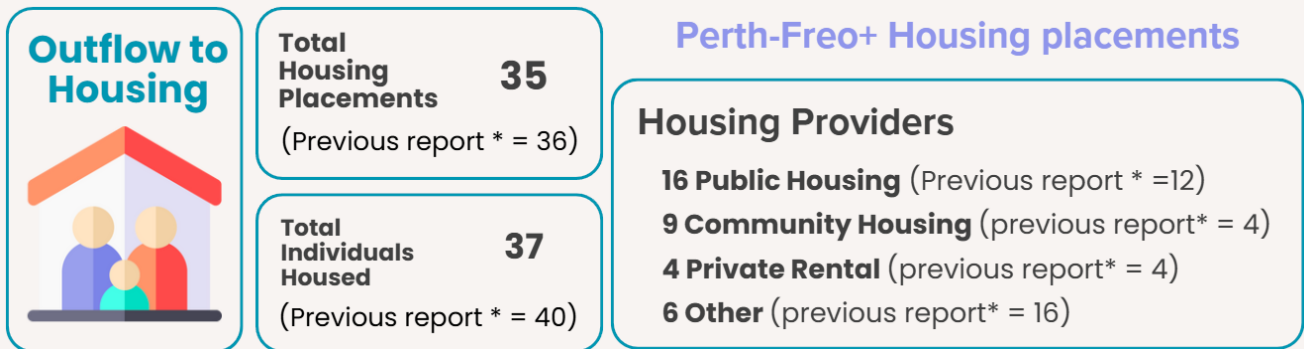 Outflow to
Housing
Total
Housing
Placements
35
(Previous report * = 36)
Total
Individuals
Housed
37
(Previous report * = 40)
Perth-Freo+ Housing placements
Housing Providers
16 Public Housing (Previous report * =12)
9 Community Housing (previous report* = 4)
4 Private Rental (previous report* = 4)
6 Other (previous report* = 16)